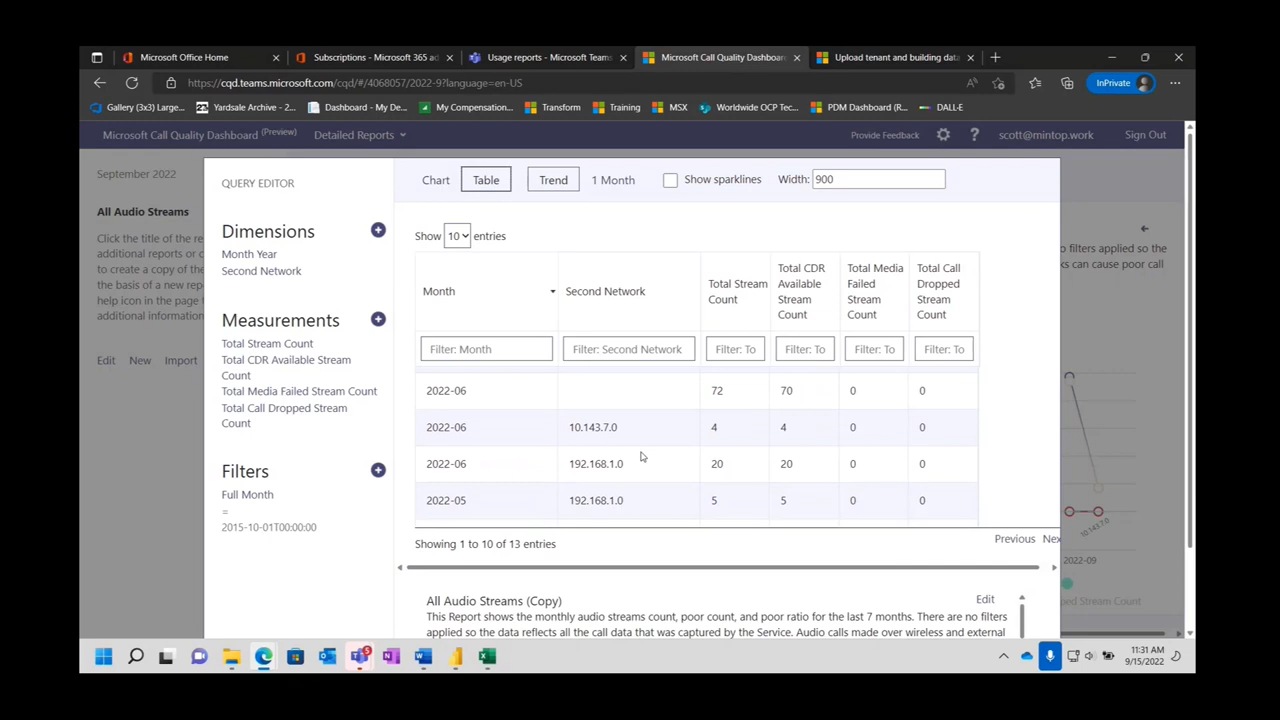 Microsoft Office Home
Subscriptions - Microsoft 365 ad
Usage reports - Microsoft Teams
Microsoft Call Quality Dashboard
Upload tenant and building data
https://cqd.teams.microsoft.com/cqd/#/4068057/2022-9?language=en-US
InPrivate
Gallery (3x3) Large...
Yardsale Archive - 2...
Dashboard - My De...
My Compensation...
Transform
Training
MSX
Worldwide OCP Tec...
PDM Dashboard (R...
DALL-E
Microsoft Call Quality Dashboard (Preview)
Detailed Reports
Provide Feedback
scott@mintop.work
Sign Out
September 2022
All Audio Streams
Click the title of the re
additional reports or c
to create a copy of the
the basis of a new rep
help icon in the page f
additional information
Edit New Import
QUERY EDITOR
Dimensions
Month Year
Second Network
Measurements
Total Stream Count
Total CDR Available Stream
Count
Total Media Failed Stream Count
Total Call Dropped Stream
Count
Filters
Full Month
=
2015-10-01T00:00:00
Chart Table Trend 1 Month Show sparklines Width: 900
Show 10 entries
Month
Second Network
Total Stream
Count
Total CDR
Available
Stream
Count
Total Media
Failed
Stream
Count
Total Call
Dropped
Stream
Count
Filter: Month Filter: Second Network Filter: To Filter: To Filter: To Filter: To
2022-06 72 70 0 0
2022-06 10.143.7.0 4 4 0 0
2022-06 192.168.1.0 20 20 0 0
2022-05 192.168.1.0 5 5 0 0
Showing 1 to 10 of 13 entries
Previous Nex
All Audio Streams (Copy)
Edit
This Report shows the monthly audio streams count, poor count, and poor ratio for the last 7 months. There are no filters
applied so the data reflects all the call data that was captured by the Service. Audio calls made over wireless and external
o filters applied so the
ks can cause poor call
10.143.7.0
2022-09
pped Stream Count
5
11:31 AM
9/15/2022